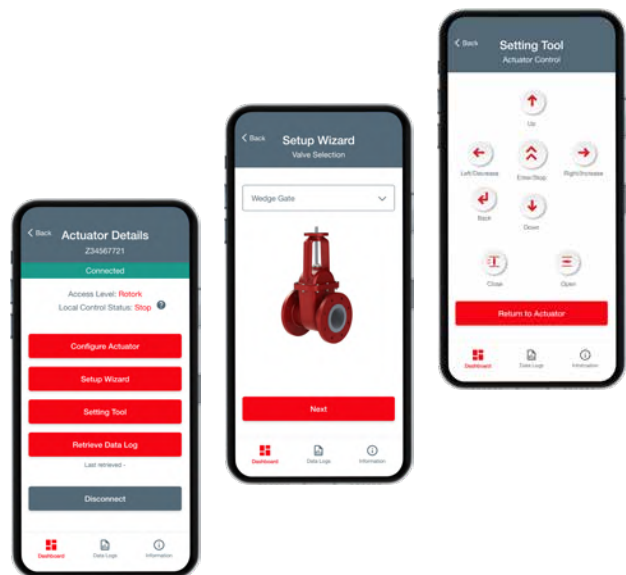 Back
Actuator Details
Z34567721
Connected
Access Level: Rotork
Local Control Status: Stop ?
Configure Actuator
Setup Wizard
Setting Tool
Retrieve Data Log
Last retrieved -
Disconnect
Dashboard Data Logs Information
Back
Setup Wizard
Valve Selection
Wedge Gate
Next
Dashboard Data Logs Information
Back
Setting Tool
Actuator Control
Up
Left/Decrease Enter/Stop Right/Increase
Back Down
Close Open
Return to Actuator
Dashboard Data Logs Information